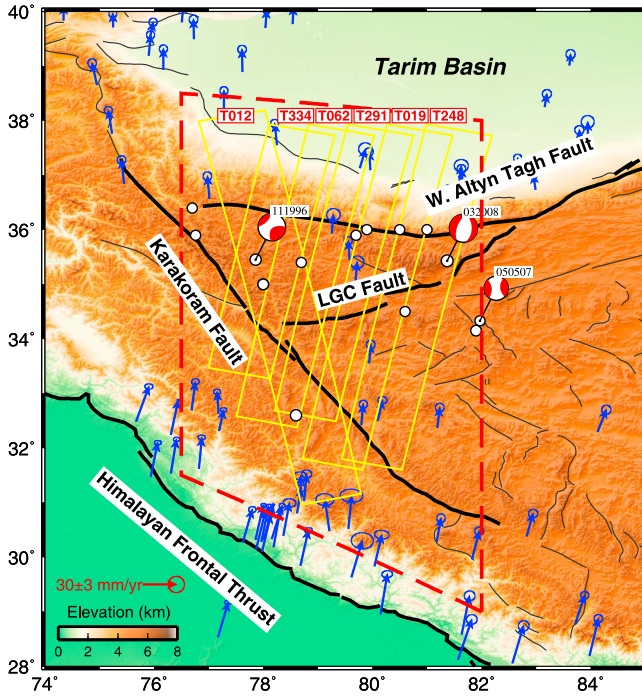 40°
38°
36°
34°
32°
30°
28°
74
76
78
80
82
84
Tarim Basin
T012
T334
T062
T291
T019
T248
W. Altyn Tagh Fault
111996
032008
050507
LGC Fault
Karakoram Fault
Himalayan Frontal Thrust
30±3 mm/yr
Elevation (km)
0 2 4 6 8